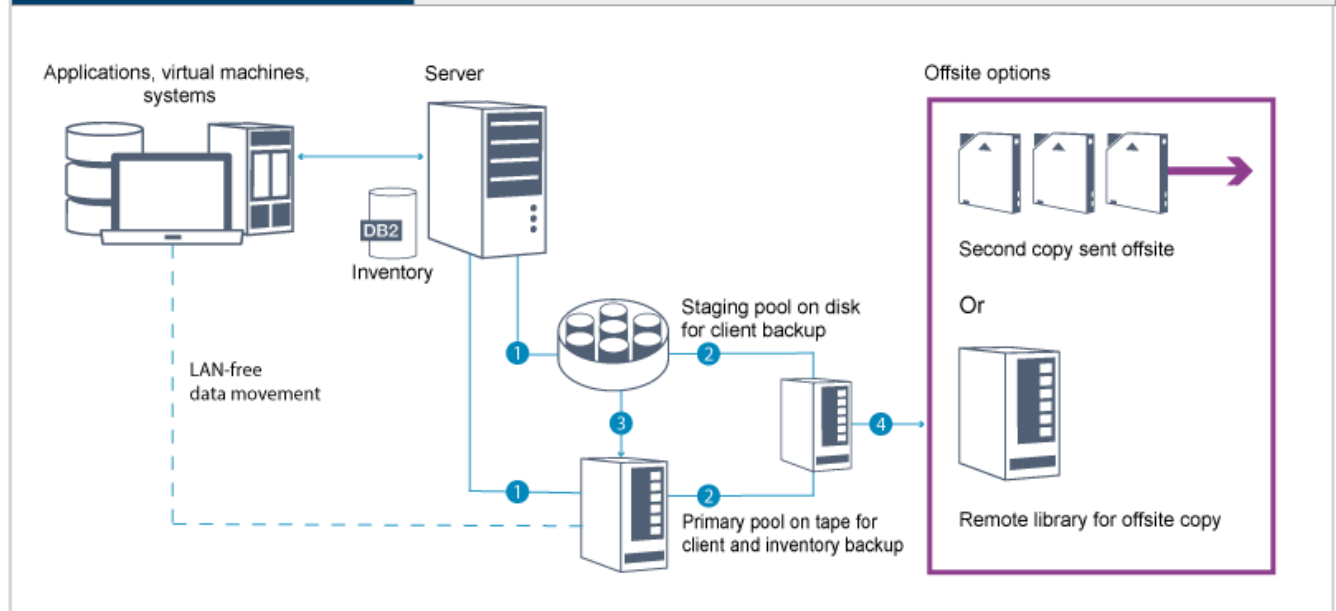 Applications, virtual machines,
systems
Server
Offsite options
DB2
Inventory
Second copy sent offsite
Staging pool on disk
for client backup
Or
1
2
LAN-free
data movement
3
4
1
2
Primary pool on tape for
client and inventory backup
Remote library for offsite copy